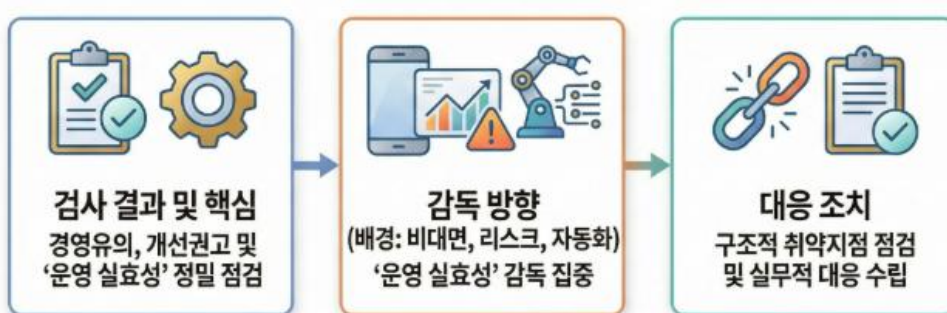 검사 결과 및 핵심
경영유의, 개선권고 및
‘운영 실효성’ 정밀 점검
감독 방향
(배경: 비대면, 리스크, 자동화)
‘운영 실효성’ 감독 집중
대응 조치
구조적 취약지점 점검
및 실무적 대응 수립